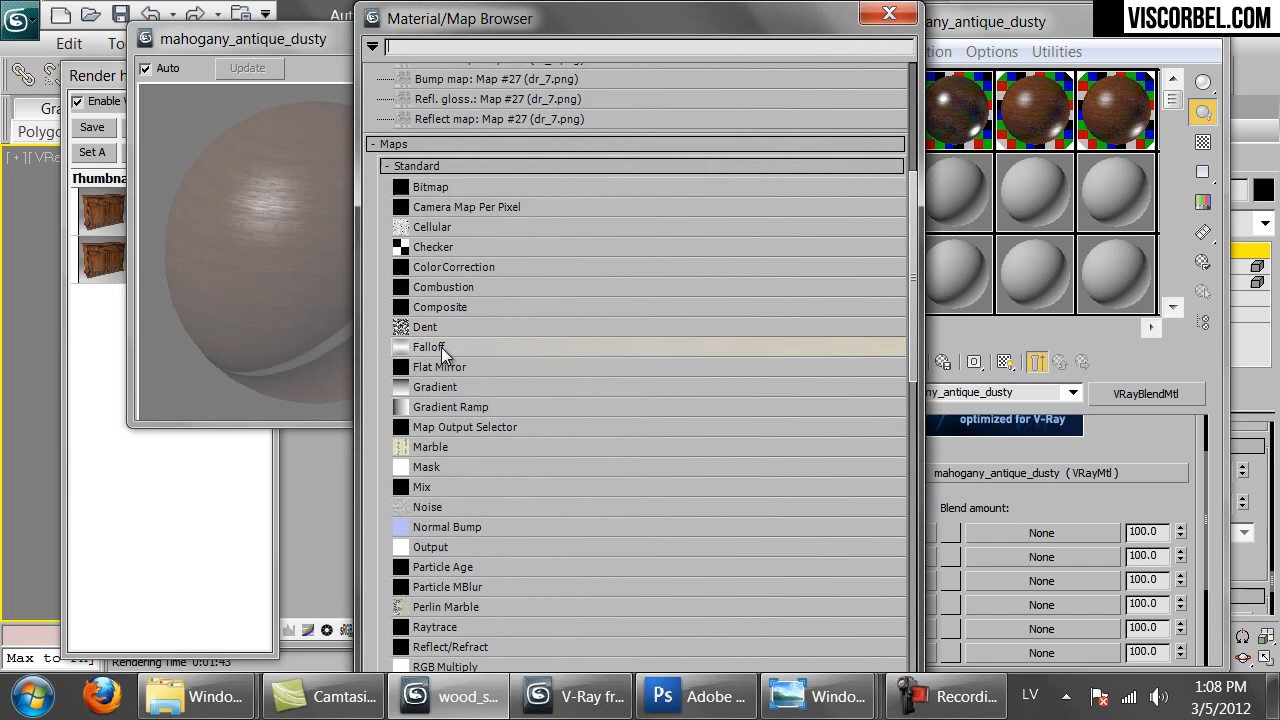 Material/Map Browser
VISCORBEL.COM
Aut
any_antique_dusty
mahogany_antique_dusty
Edit
Options
Utilities
Auto
Update
Render h
Enable
Save
Set A
Gra
Polygo
[ + ] [ VRe
Thumbna
Bump map: Map #27 (dr_7.png)
Refl. gloss.: Map #27 (dr_7.png)
Reflect map: Map #27 (dr_7.png)
- Maps
- Standard
Bitmap
Camera Map Per Pixel
Cellular
Checker
ColorCorrection
Combustion
Composite
Dent
Falloff
Flat Mirror
Gradient
Gradient Ramp
Map Output Selector
Marble
Mask
Mix
Noise
Normal Bump
Output
Particle Age
Particle MBlur
Perlin Marble
Raytrace
Reflect/Refract
RGB Multiply
any_antique_dusty
VRayBlendMtl
optimized for V-Ray
mahogany_antique_dusty ( VRayMtl )
Blend amount:
None 100.0
None 100.0
None 100.0
None 100.0
None 100.0
None 100.0
Max to P
Rendering Time 0:01:43
Windo...
Camtasi...
wood_s...
V-Ray fr...
Adobe ...
Windo...
Recordi...
LV
1:08 PM
3/5/2012